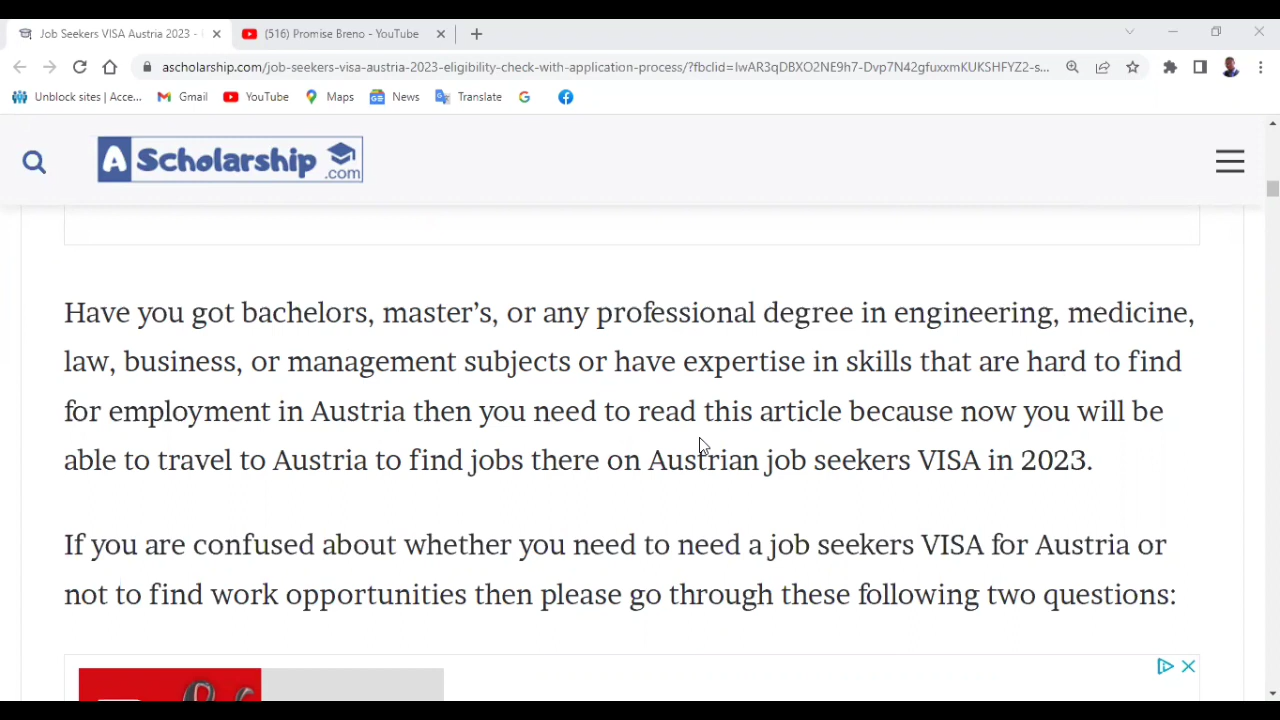 Job Seekers VISA Austria 2023 -
(516) Promise Breno - YouTube
ascholarship.com/job-seekers-visa-austria-2023-eligibility-check-with-application-process/?fbclid=IwAR3qDBXO2NE9h7-Dvp7N42gfuxxmKUKSHFYZ2-s...
Unblock sites | Acce... Gmail YouTube Maps News Translate
A Scholarship .com
Have you got bachelors, master’s, or any professional degree in engineering, medicine,
law, business, or management subjects or have expertise in skills that are hard to find
for employment in Austria then you need to read this article because now you will be
able to travel to Austria to find jobs there on Austrian job seekers VISA in 2023.
If you are confused about whether you need to need a job seekers VISA for Austria or
not to find work opportunities then please go through these following two questions: